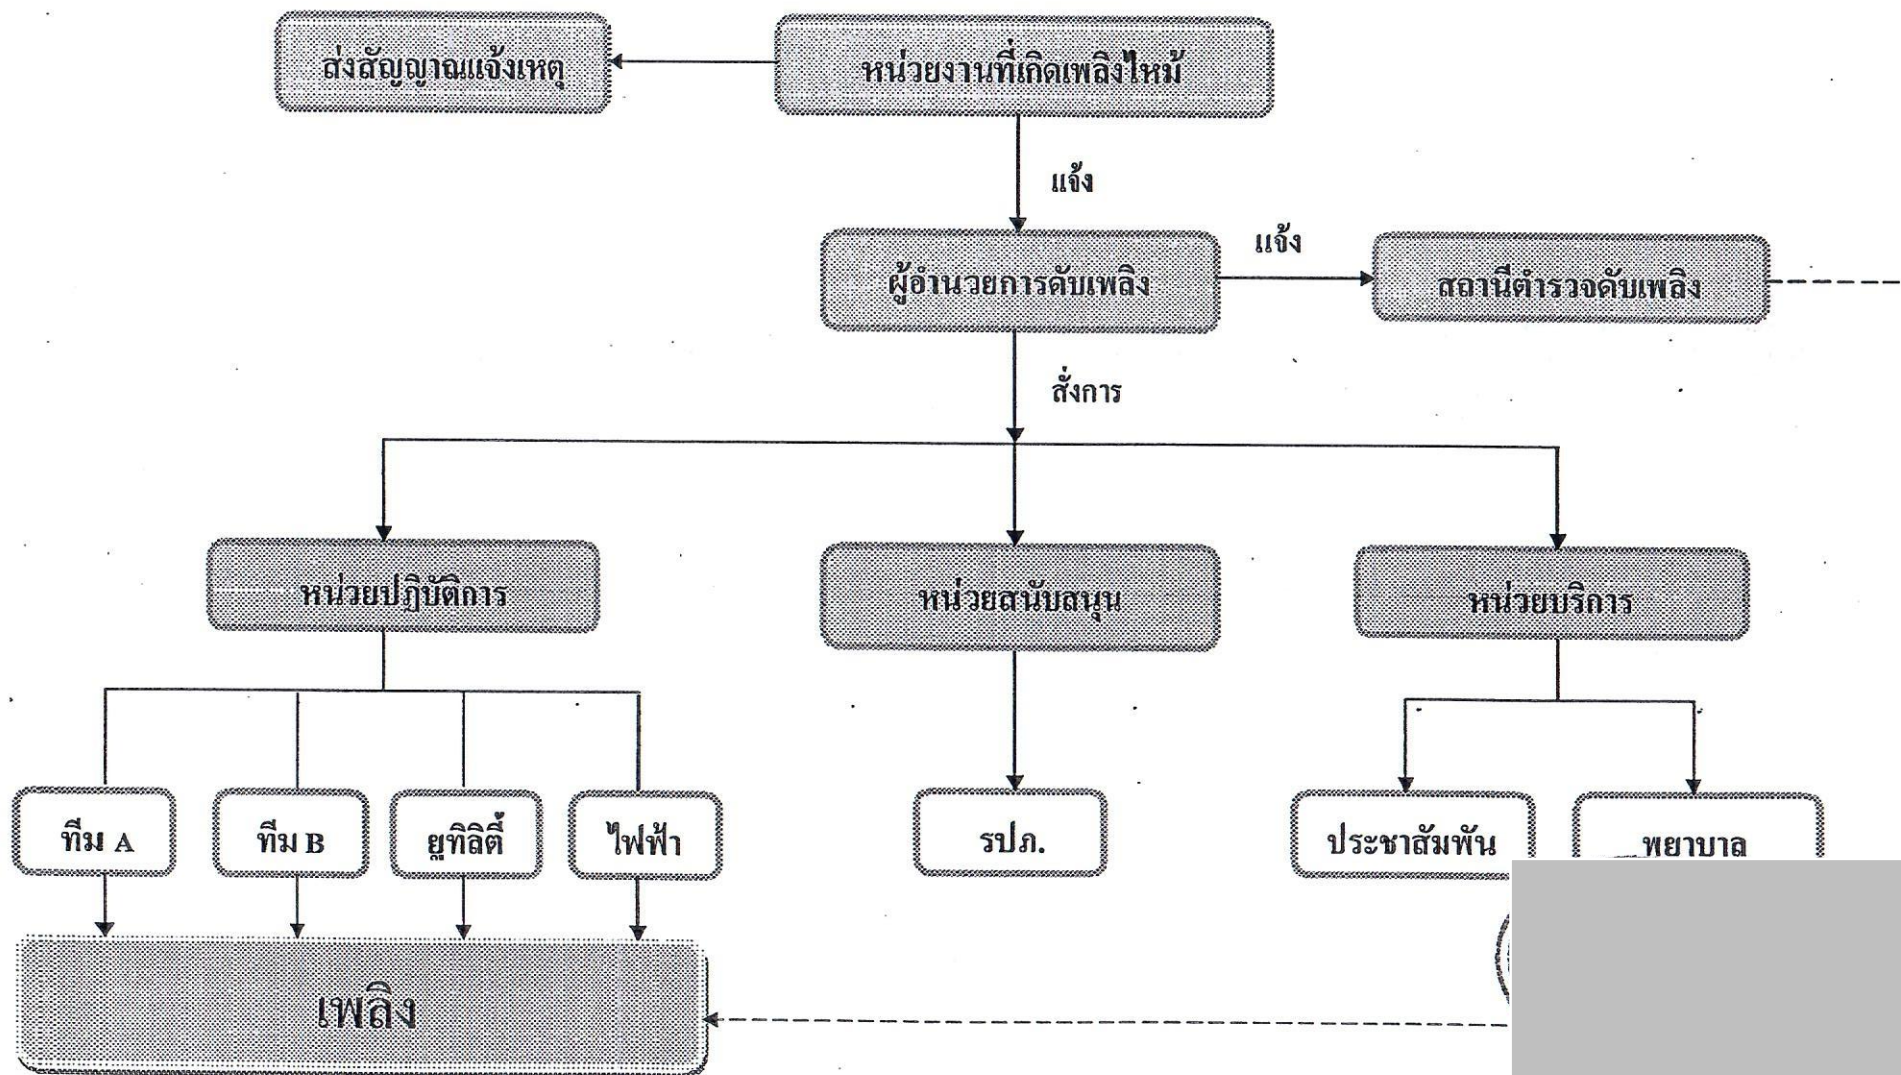 ส่งสัญญาณแจ้งเหตุ
หน่วยงานที่เกิดเพลิงไหม้
แจ้ง
ผู้อำนวยการดับเพลิง
แจ้ง
สถานีตำรวจดับเพลิง
สั่งการ
หน่วยปฏิบัติการ
หน่วยสนับสนุน
หน่วยบริการ
ทีม A
ทีม B
ยูทิลิตี้
ไฟฟ้า
รปภ.
ประชาสัมพัน
พยาบาล
เพลิง